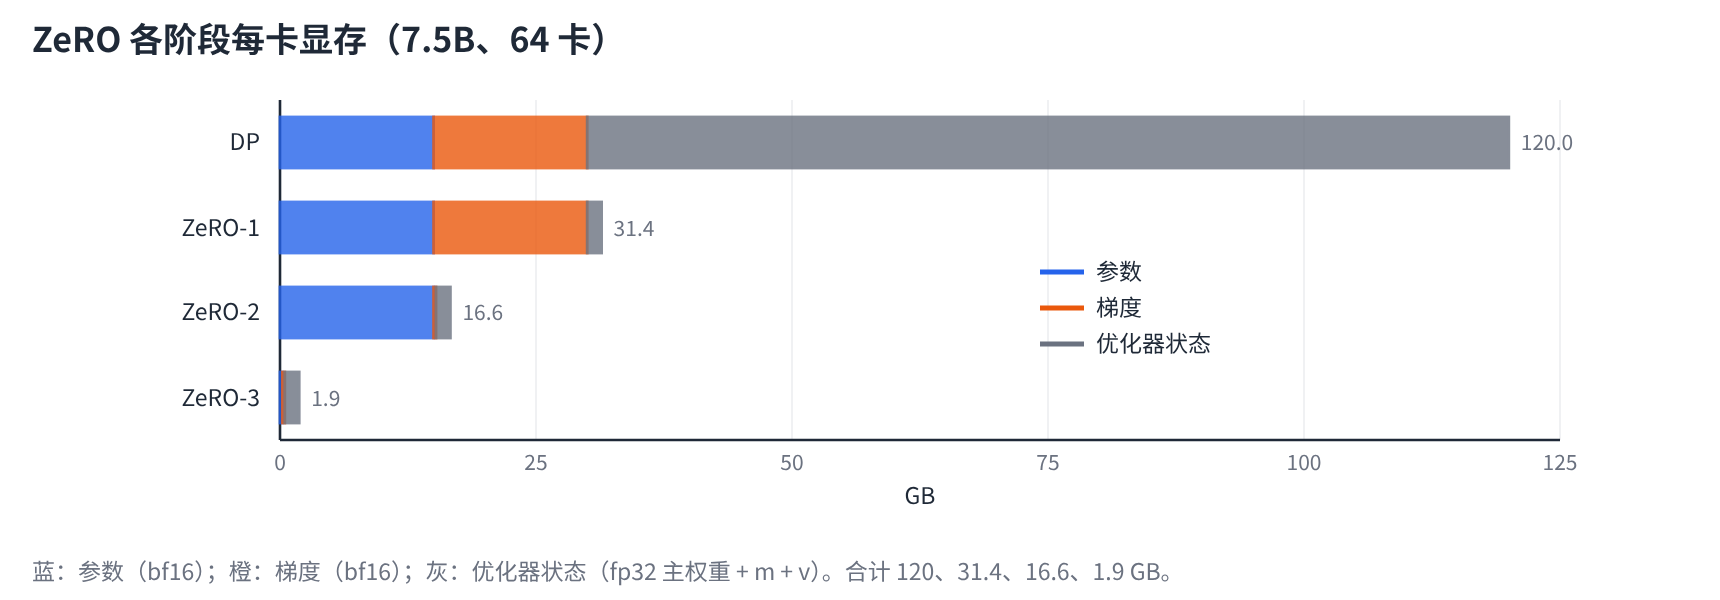 ZeRO 各阶段每卡显存（7.5B、64 卡）
DP
120.0
ZeRO-1
31.4
参数
梯度
ZeRO-2
16.6
优化器状态
ZeRO-3
1.9
0 25 50 75 100 125
GB
蓝：参数（bf16）；橙：梯度（bf16）；灰：优化器状态（fp32 主权重 + m + v）。合计 120、31.4、16.6、1.9 GB。